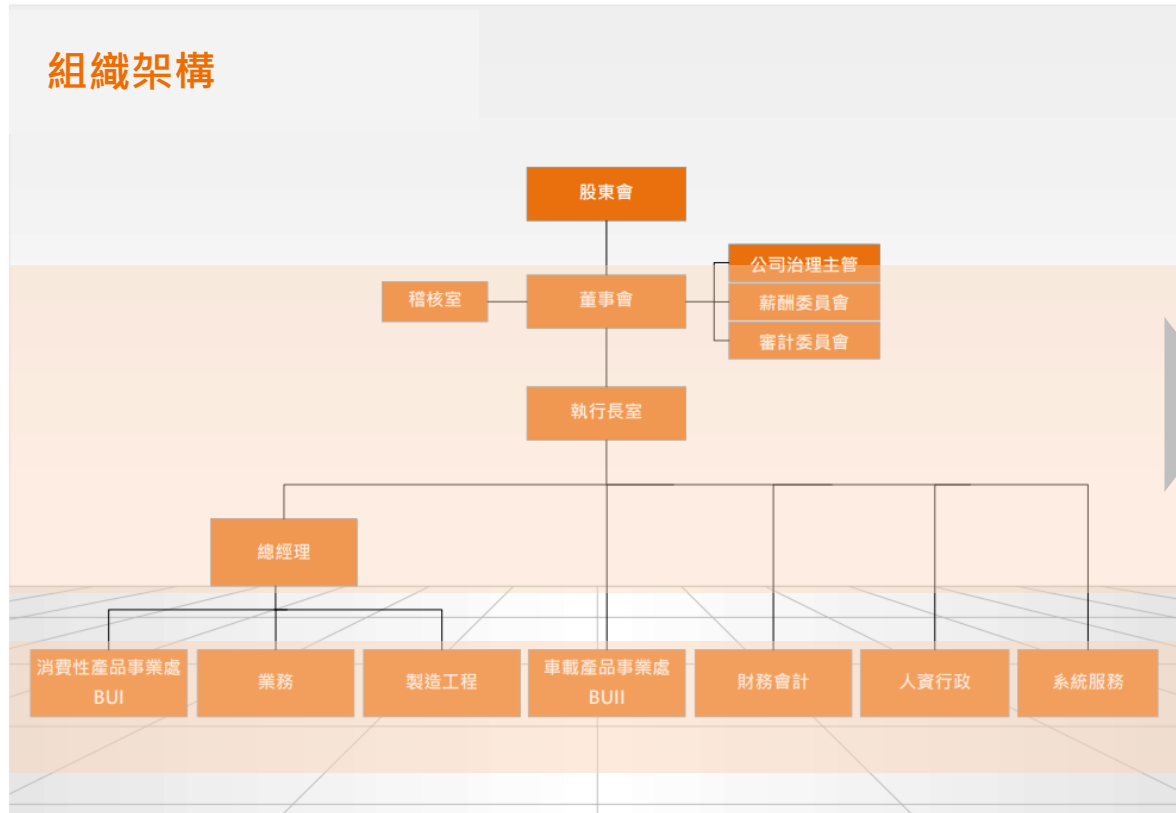 組織架構
股東會
公司治理主管
稽核室
董事會
薪酬委員會
審計委員會
執行長室
總經理
消費性產品事業處
BUI
業務
製造工程
車載產品事業處
BUII
財務會計
人資行政
系統服務